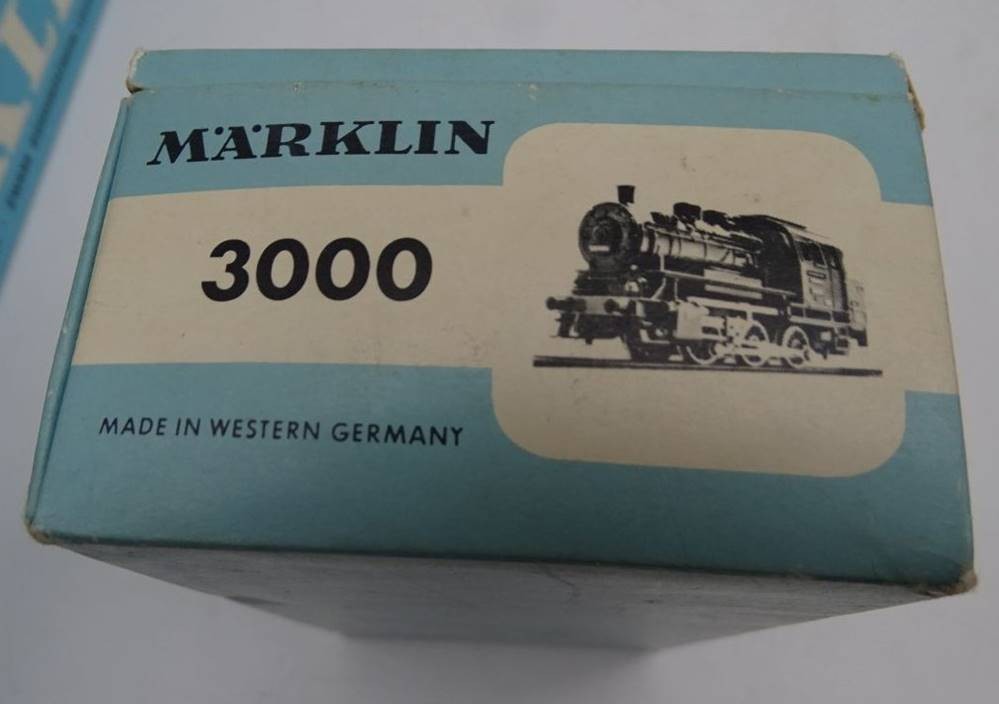 MÄRKLIN
3000
MADE IN WESTERN GERMANY